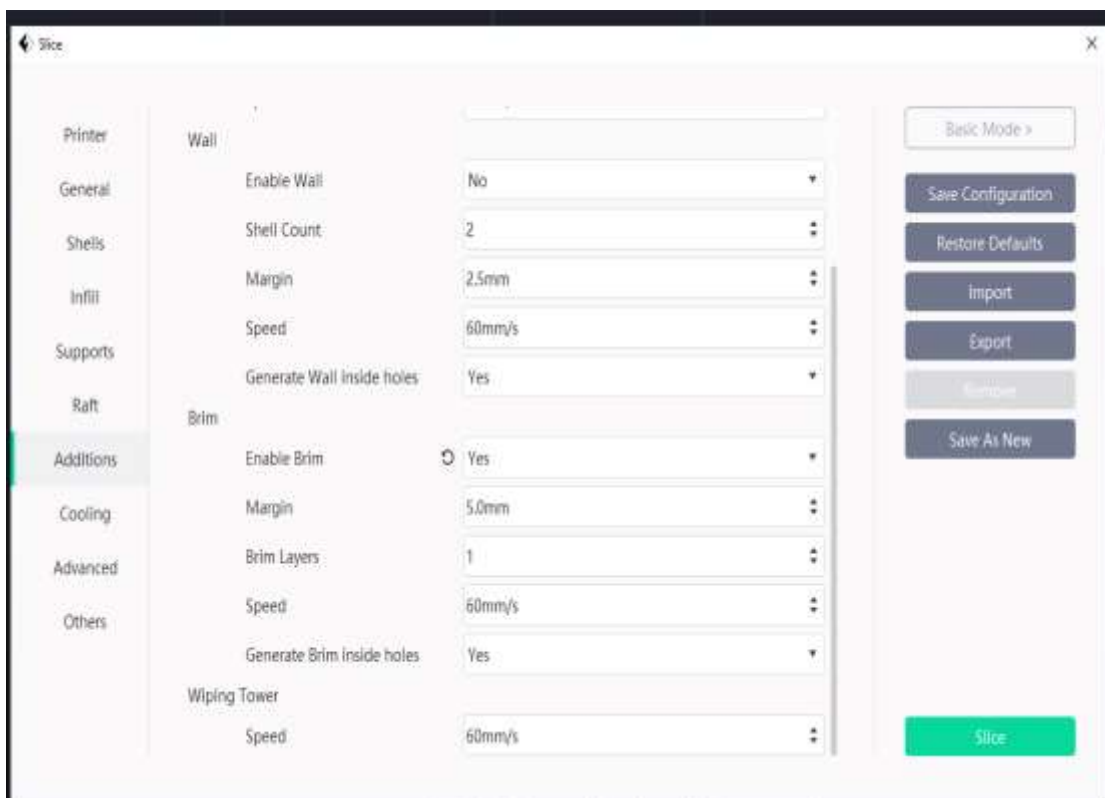 Slice
Printer
General
Shells
Infill
Supports
Raft
Additions
Cooling
Advanced
Others
Wall
Enable Wall No
Shell Count 2
Margin 2.5mm
Speed 60mm/s
Generate Wall inside holes Yes
Brim
Enable Brim Yes
Margin 5.0mm
Brim Layers 1
Speed 60mm/s
Generate Brim inside holes Yes
Wiping Tower
Speed 60mm/s
Basic Mode >
Save Configuration
Restore Defaults
Import
Export
Remove
Save As New
Slice